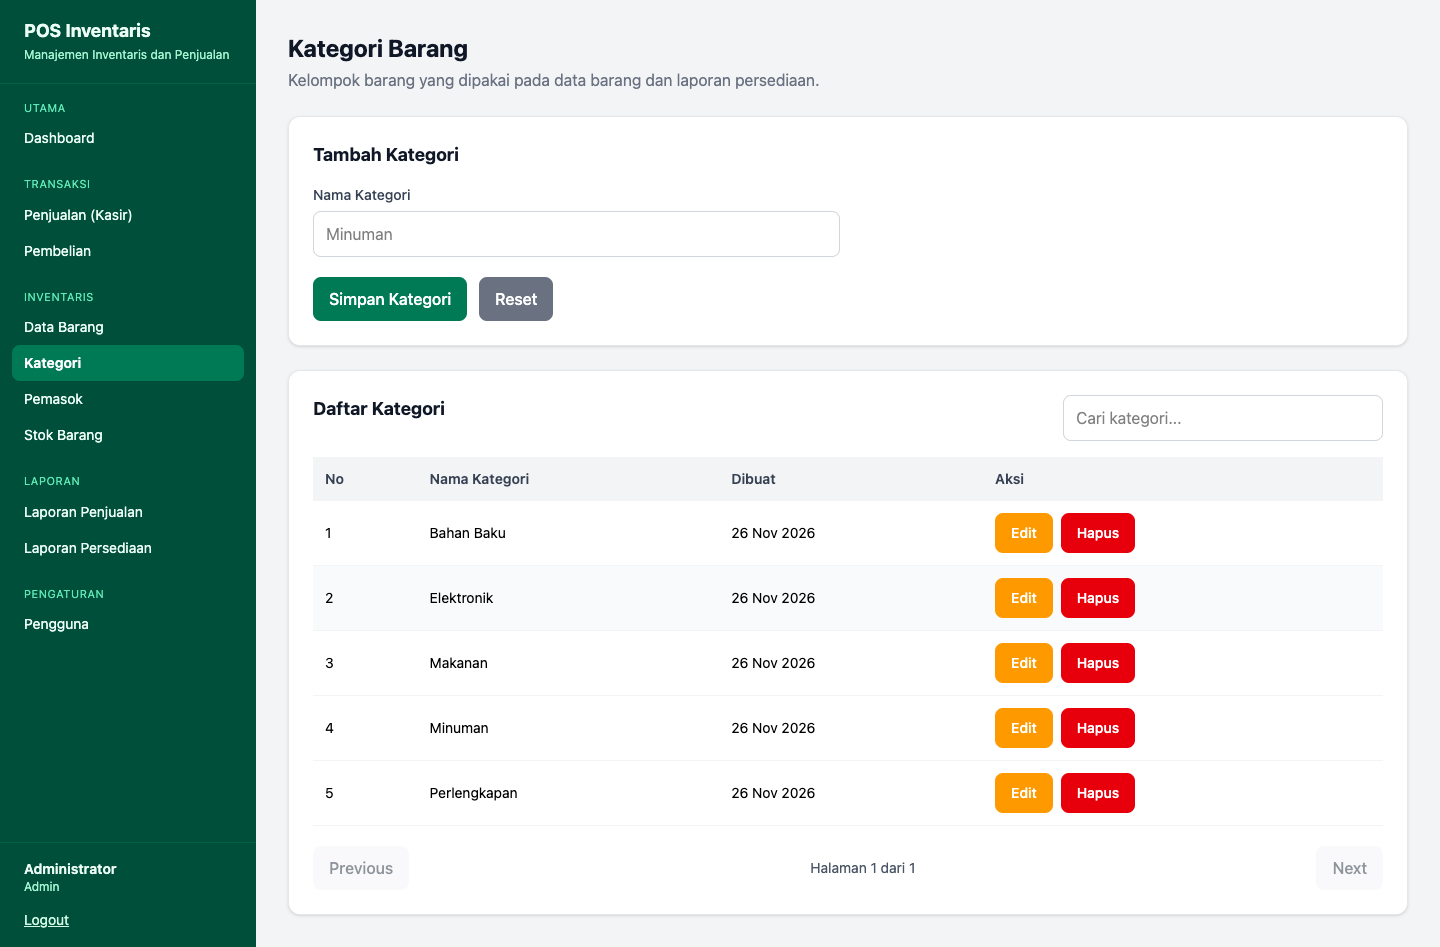 POS Inventaris
Manajemen Inventaris dan Penjualan
UTAMA
Dashboard
TRANSAKSI
Penjualan (Kasir)
Pembelian
INVENTARIS
Data Barang
Kategori
Pemasok
Stok Barang
LAPORAN
Laporan Penjualan
Laporan Persediaan
PENGATURAN
Pengguna
Administrator
Admin
Logout
Kategori Barang
Kelompok barang yang dipakai pada data barang dan laporan persediaan.
Tambah Kategori
Nama Kategori
Minuman
Simpan Kategori Reset
Daftar Kategori
Cari kategori...
No Nama Kategori Dibuat Aksi
1 Bahan Baku 26 Nov 2026 Edit Hapus
2 Elektronik 26 Nov 2026 Edit Hapus
3 Makanan 26 Nov 2026 Edit Hapus
4 Minuman 26 Nov 2026 Edit Hapus
5 Perlengkapan 26 Nov 2026 Edit Hapus
Previous Halaman 1 dari 1 Next